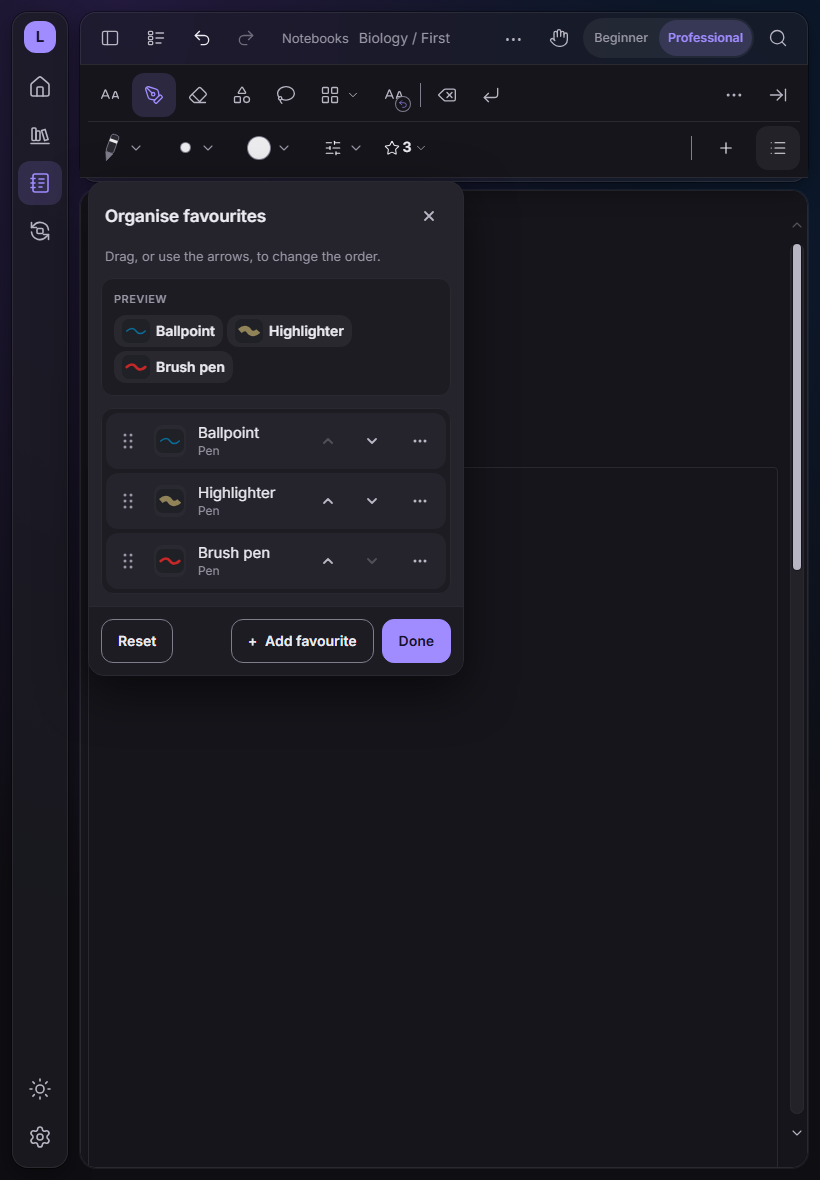 L
Notebooks Biology / First
Beginner Professional
AA
AA
3
Organise favourites
Drag, or use the arrows, to change the order.
PREVIEW
Ballpoint Highlighter
Brush pen
Ballpoint
Pen
Highlighter
Pen
Brush pen
Pen
Reset + Add favourite Done